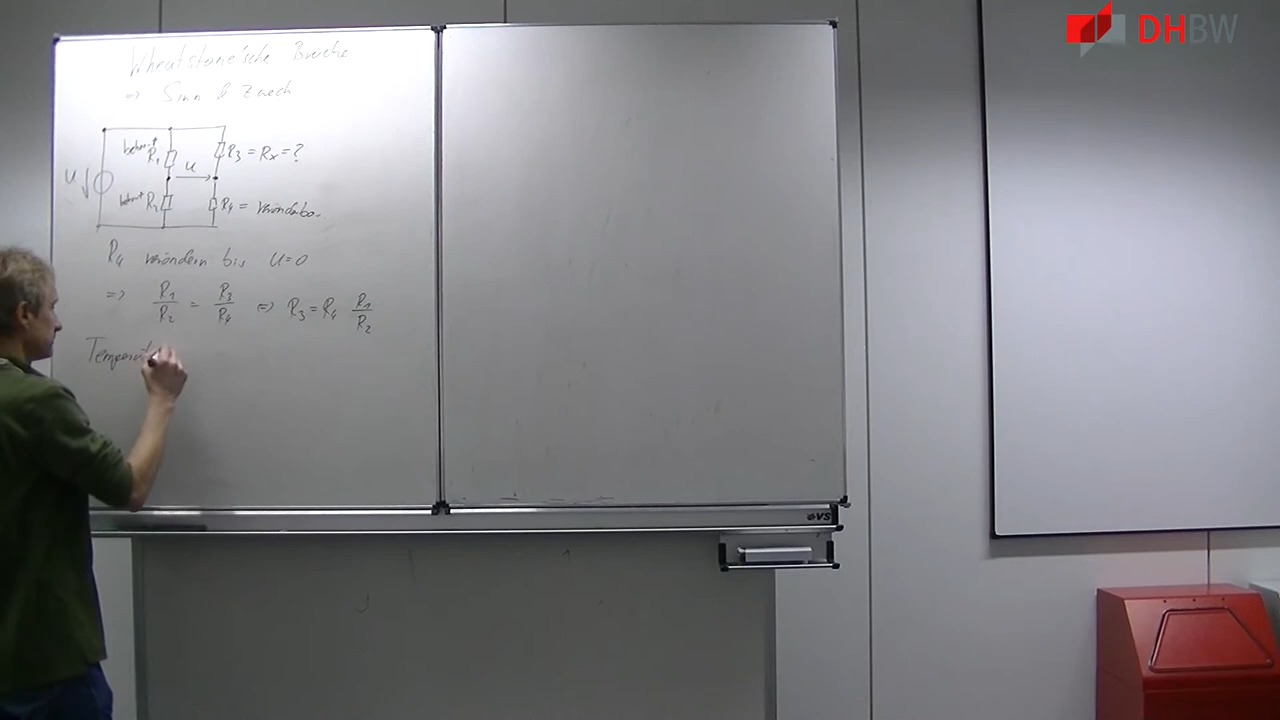 Wheatstone'sche Brücke
=> Sinn & Zweck
bekannt R1
R3 = Rx = ?
U
u
bekannt R2
R4 = veränderbar
R4 verändern bis U=0
=> R1/R2 = R3/R4 <=> R3 = R4 R1/R2
Temperat
DHBW
VS